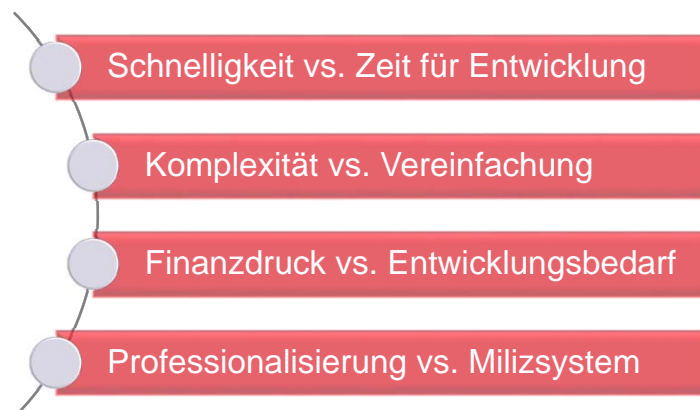 Schnelligkeit vs. Zeit für Entwicklung
Komplexität vs. Vereinfachung
Finanzdruck vs. Entwicklungsbedarf
Professionalisierung vs. Milizsystem